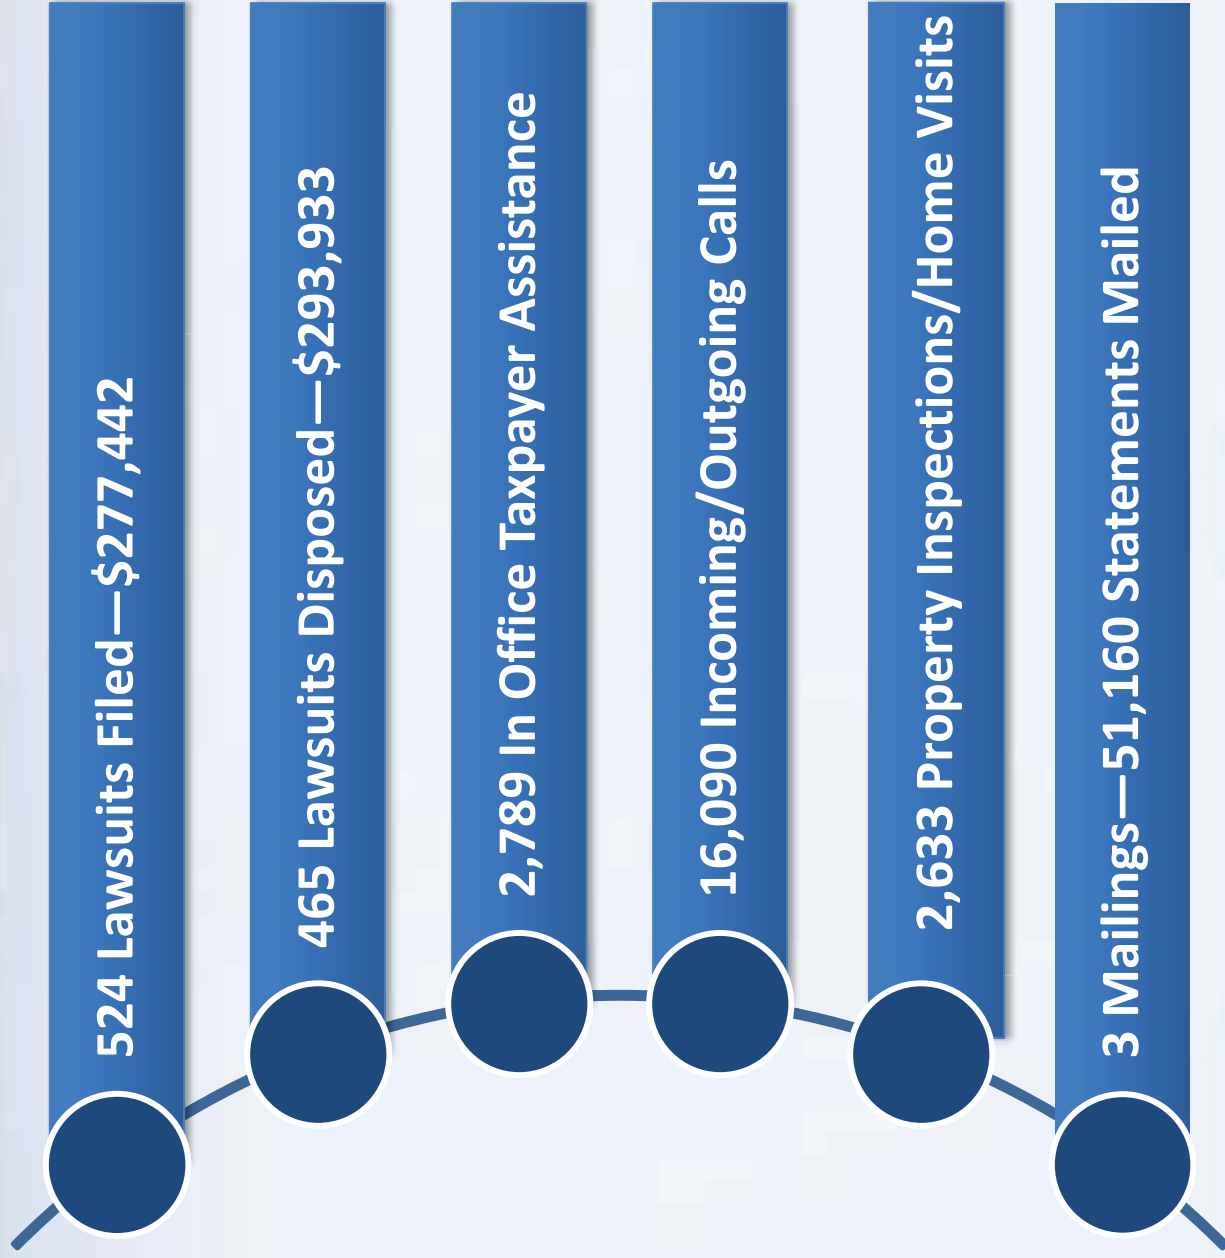 524 Lawsuits Filed—$277,442
465 Lawsuits Disposed—$293,933
2,789 In Office Taxpayer Assistance
16,090 Incoming/Outgoing Calls
2,633 Property Inspections/Home Visits
3 Mailings—51,160 Statements Mailed